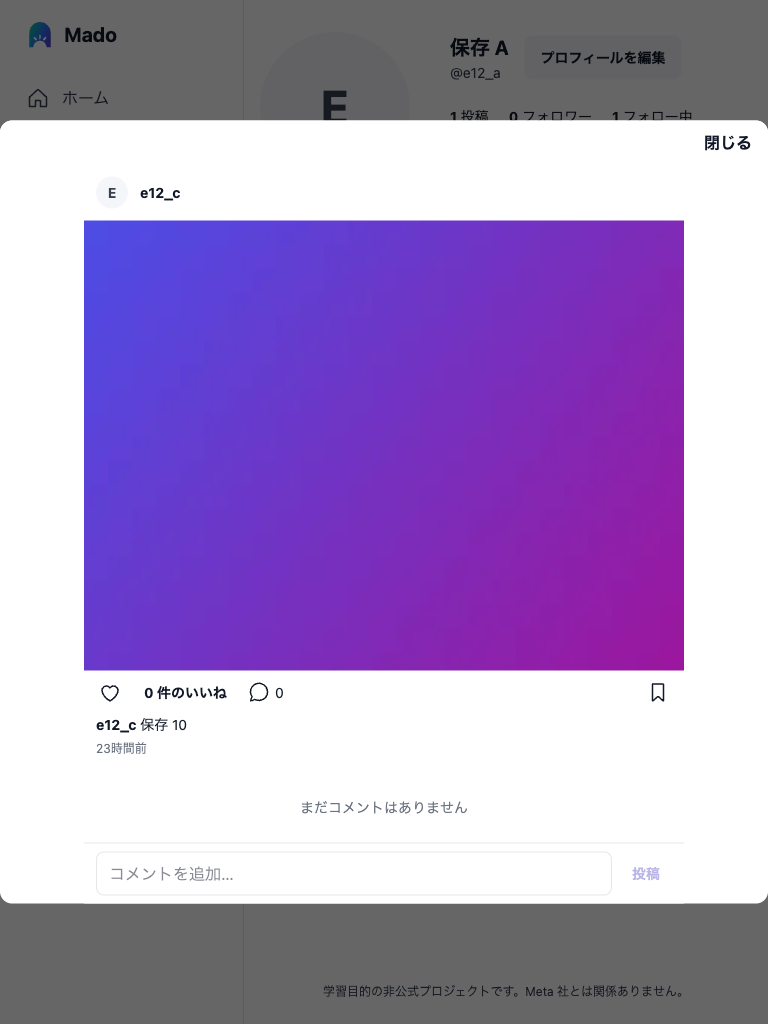 Mado
保存 A
プロフィールを編集
@e12_a
ホーム
E
1 投稿 0 フォロワー 1 フォロー中
閉じる
E e12_c
0 件のいいね 0
e12_c 保存 10
23時間前
まだコメントはありません
コメントを追加... 投稿
学習目的の非公式プロジェクトです。Meta 社とは関係ありません。